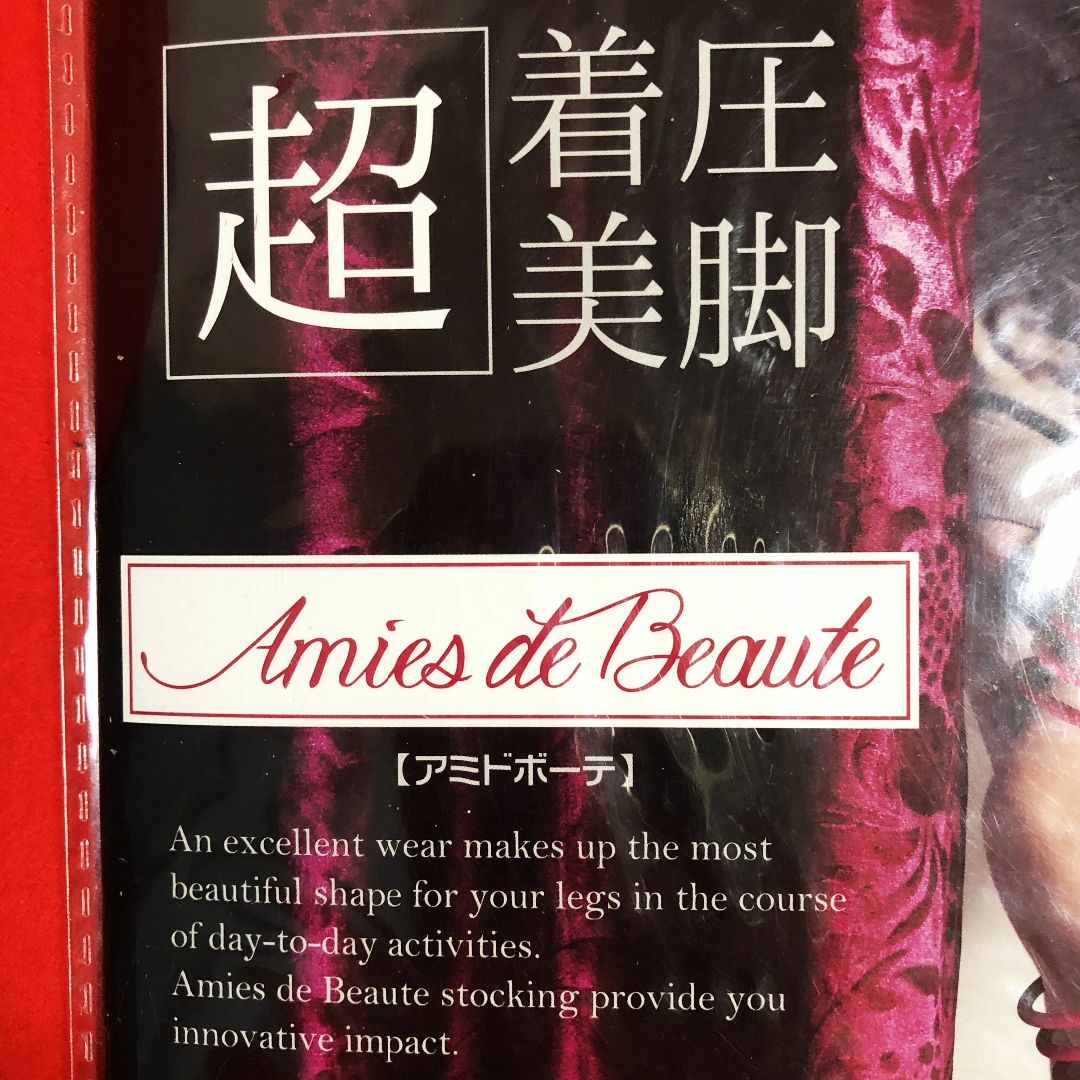 超
着圧
美脚
Amies de Beaute
【アミドボーテ】
An excellent wear makes up the most
beautiful shape for your legs in the course
of day-to-day activities.
Amies de Beaute stocking provide you
innovative impact.